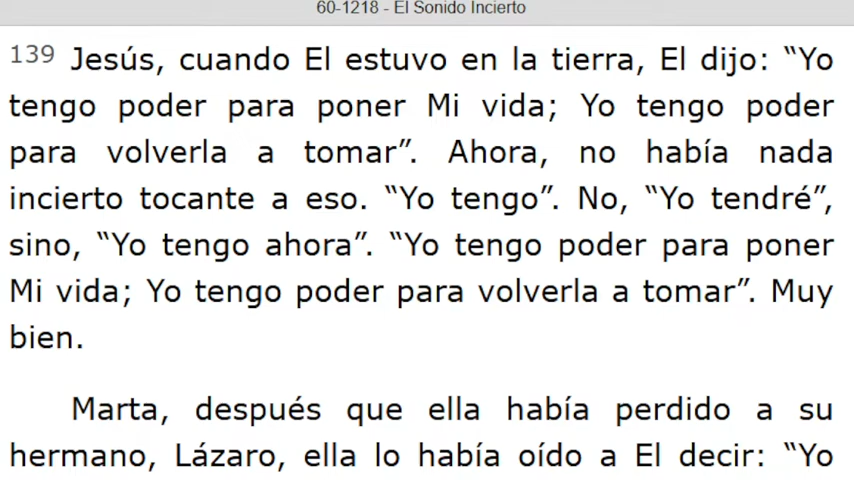 60-1218 - El Sonido Incierto
139 Jesús, cuando El estuvo en la tierra, El dijo: “Yo
tengo poder para poner Mi vida; Yo tengo poder
para volverla a tomar”. Ahora, no había nada
incierto tocante a eso. “Yo tengo”. No, “Yo tendré”,
sino, “Yo tengo ahora”. “Yo tengo poder para poner
Mi vida; Yo tengo poder para volverla a tomar”. Muy
bien.
Marta, después que ella había perdido a su
hermano, Lázaro, ella lo había oído a El decir: “Yo